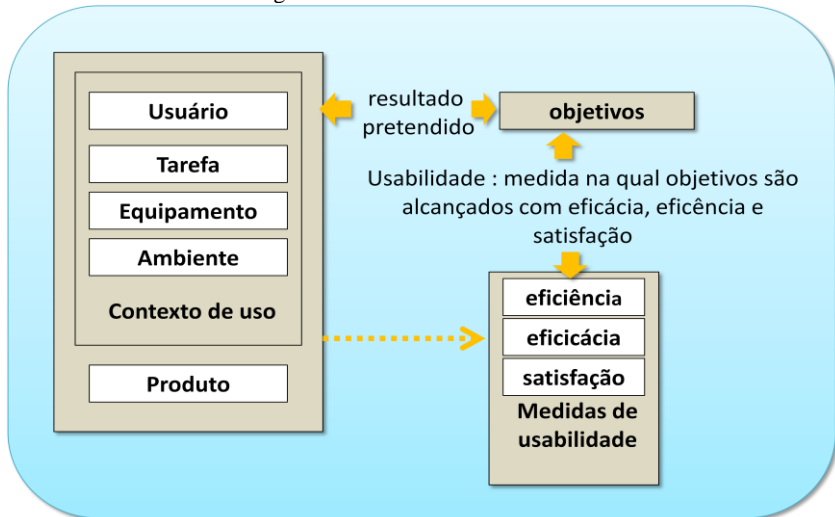 Usuário
Tarefa
Equipamento
Ambiente
Contexto de uso
Produto
resultado
pretendido
objetivos
Usabilidade : medida na qual objetivos são
alcançados com eficácia, eficência e
satisfação
eficiência
eficicácia
satisfação
Medidas de
usabilidade